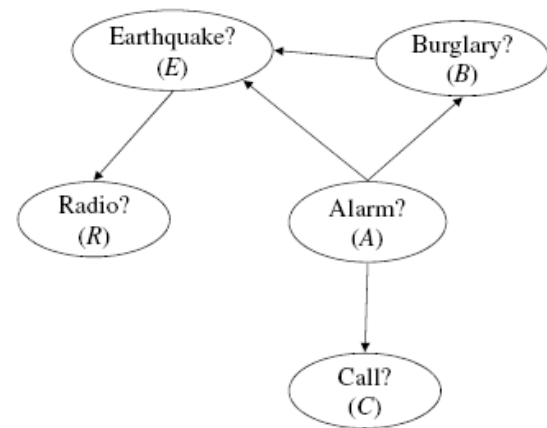 Earthquake?
(E)
Burglary?
(B)
Radio?
(R)
Alarm?
(A)
Call?
(C)